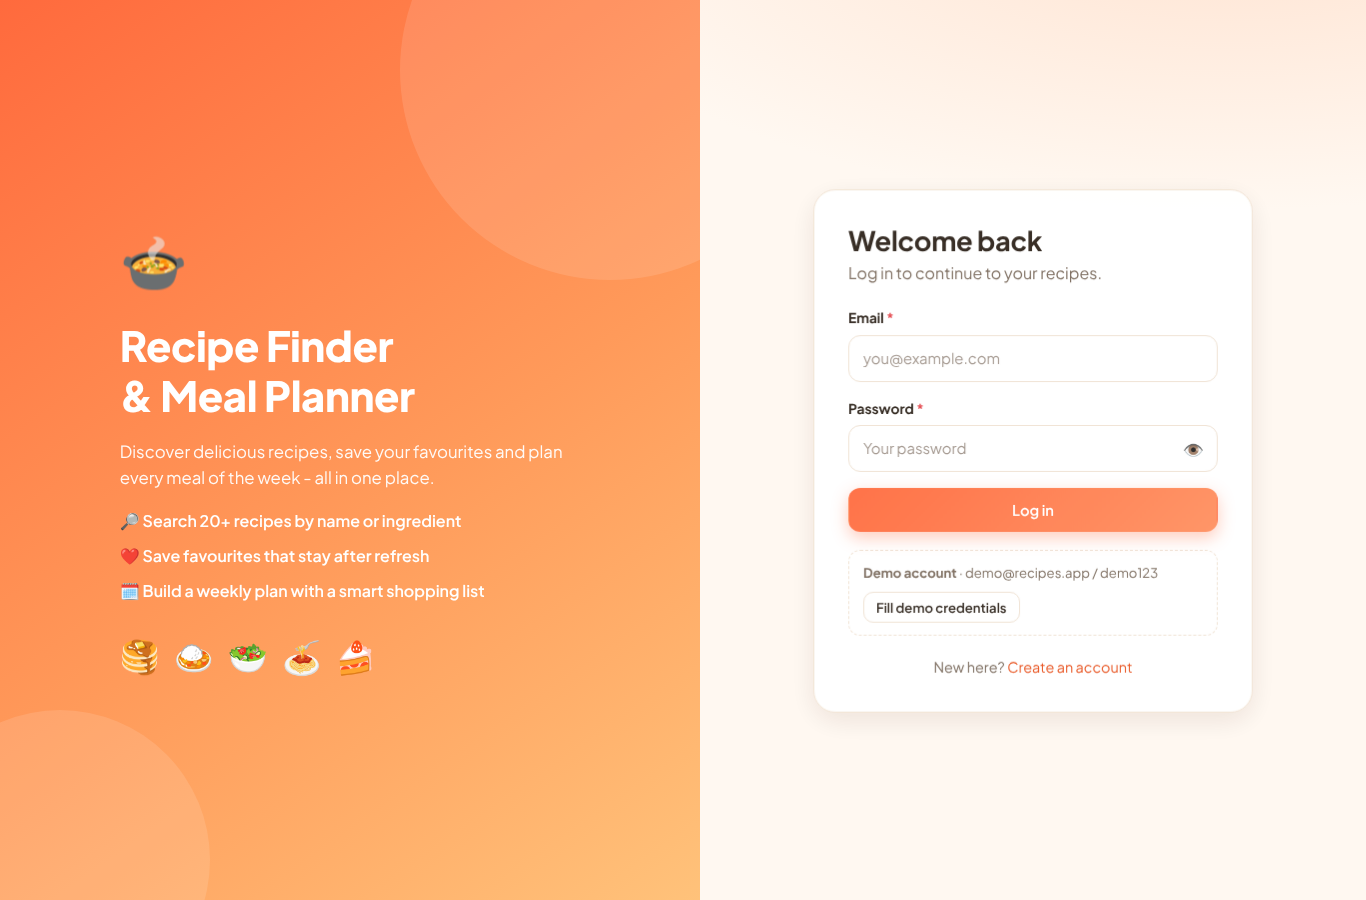 Recipe Finder
& Meal Planner
Discover delicious recipes, save your favourites and plan
every meal of the week - all in one place.
🔎 Search 20+ recipes by name or ingredient
❤️ Save favourites that stay after refresh
🗓️ Build a weekly plan with a smart shopping list
Welcome back
Log in to continue to your recipes.
Email *
you@example.com
Password *
Your password
Log in
Demo account · demo@recipes.app / demo123
Fill demo credentials
New here? Create an account